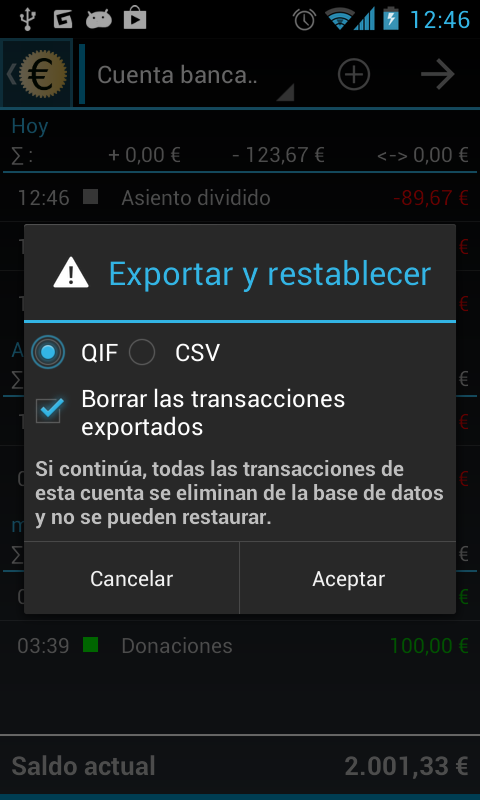 12:46
€ Cuenta banca..
Hoy
∑ : + 0,00 € - 123,67 € <-> 0,00 €
12:46 Asiento dividido -89,67 €
€
Exportar y restablecer
€
QIF CSV
€
Borrar las transacciones
exportados
€
Si continúa, todas las transacciones de
esta cuenta se eliminan de la base de datos
€
y no se pueden restaurar.
€
Cancelar Aceptar
€
03:39 Donaciones 100,00 €
Saldo actual 2.001,33 €